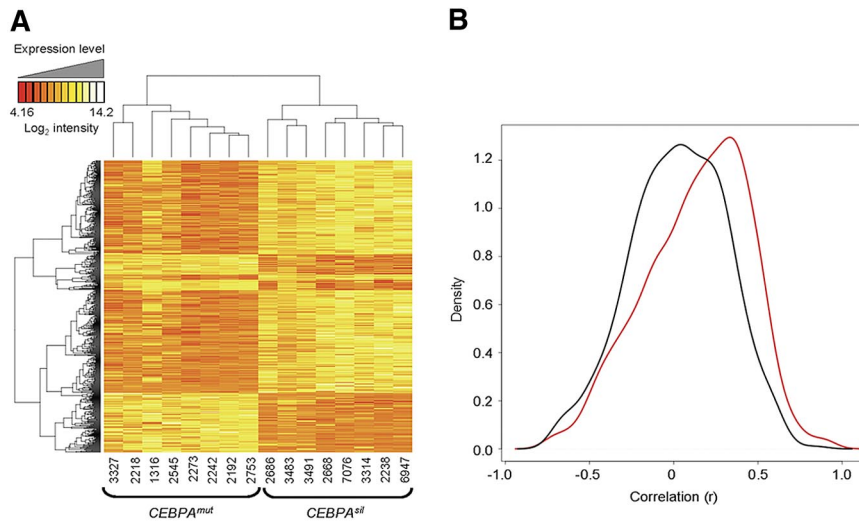 A
Expression level
4.16 14.2
Log2 intensity
3327 2218 1316 2545 2273 2242 2192 2753 2686 3483 3491 2668 7076 3314 2238 6947
CEBPAmut CEBPAsil
B
Density
1.2
1.0
0.8
0.6
0.4
0.2
0.0
-1.0 -0.5 0 0.5 1.0
Correlation (r)